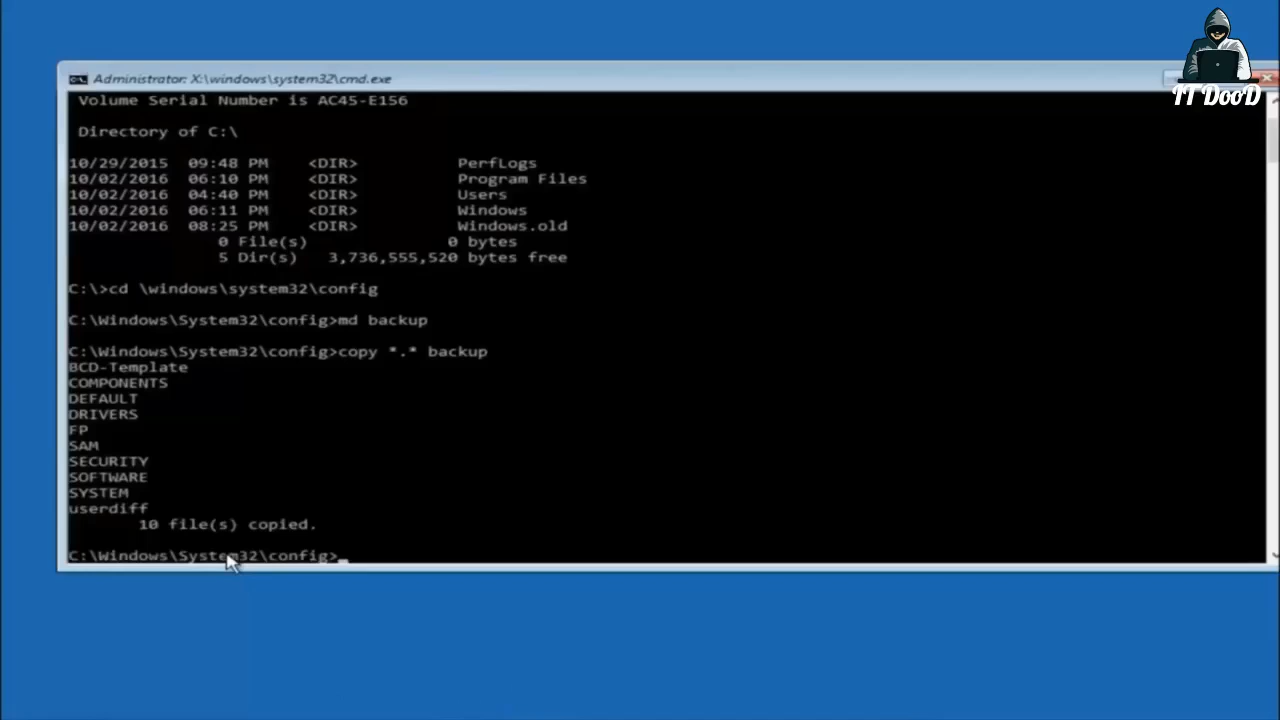 IT DooD
Administrator: X:\windows\system32\cmd.exe
Volume Serial Number is AC45-E156
Directory of C:\
10/29/2015 09:48 PM <DIR> PerfLogs
10/02/2016 06:10 PM <DIR> Program Files
10/02/2016 04:40 PM <DIR> Users
10/02/2016 06:11 PM <DIR> Windows
10/02/2016 08:25 PM <DIR> Windows.old
0 File(s) 0 bytes
5 Dir(s) 3,736,555,520 bytes free
C:\>cd \windows\system32\config
C:\Windows\System32\config>md backup
C:\Windows\System32\config>copy *.* backup
BCD-Template
COMPONENTS
DEFAULT
DRIVERS
FP
SAM
SECURITY
SOFTWARE
SYSTEM
userdiff
10 file(s) copied.
C:\Windows\System32\config>_